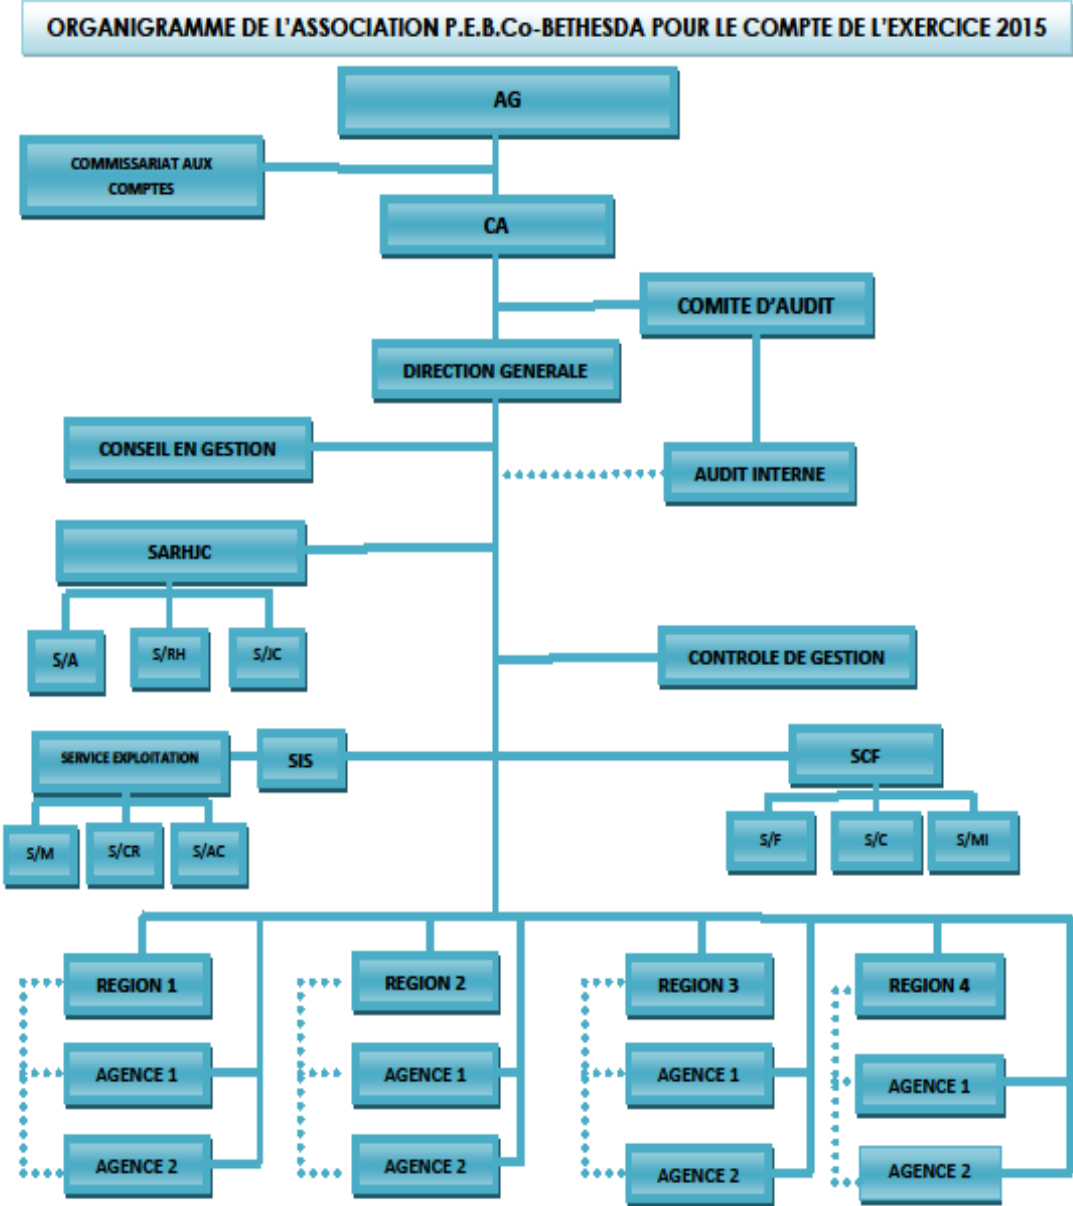 ORGANIGRAMME DE L'ASSOCIATION P.E.B.Co-BETHESDA POUR LE COMPTE DE L'EXERCICE 2015
AG
COMMISSARIAT AUX
COMPTES
CA
COMITE D'AUDIT
DIRECTION GENERALE
CONSEIL EN GESTION
AUDIT INTERNE
SARHJC
S/A
S/RH
S/JC
CONTROLE DE GESTION
SERVICE EXPLOITATION
SIS
SCF
S/M
S/CR
S/AC
S/F
S/C
S/MI
REGION 1
REGION 2
REGION 3
REGION 4
AGENCE 1
AGENCE 1
AGENCE 1
AGENCE 1
AGENCE 2
AGENCE 2
AGENCE 2
AGENCE 2